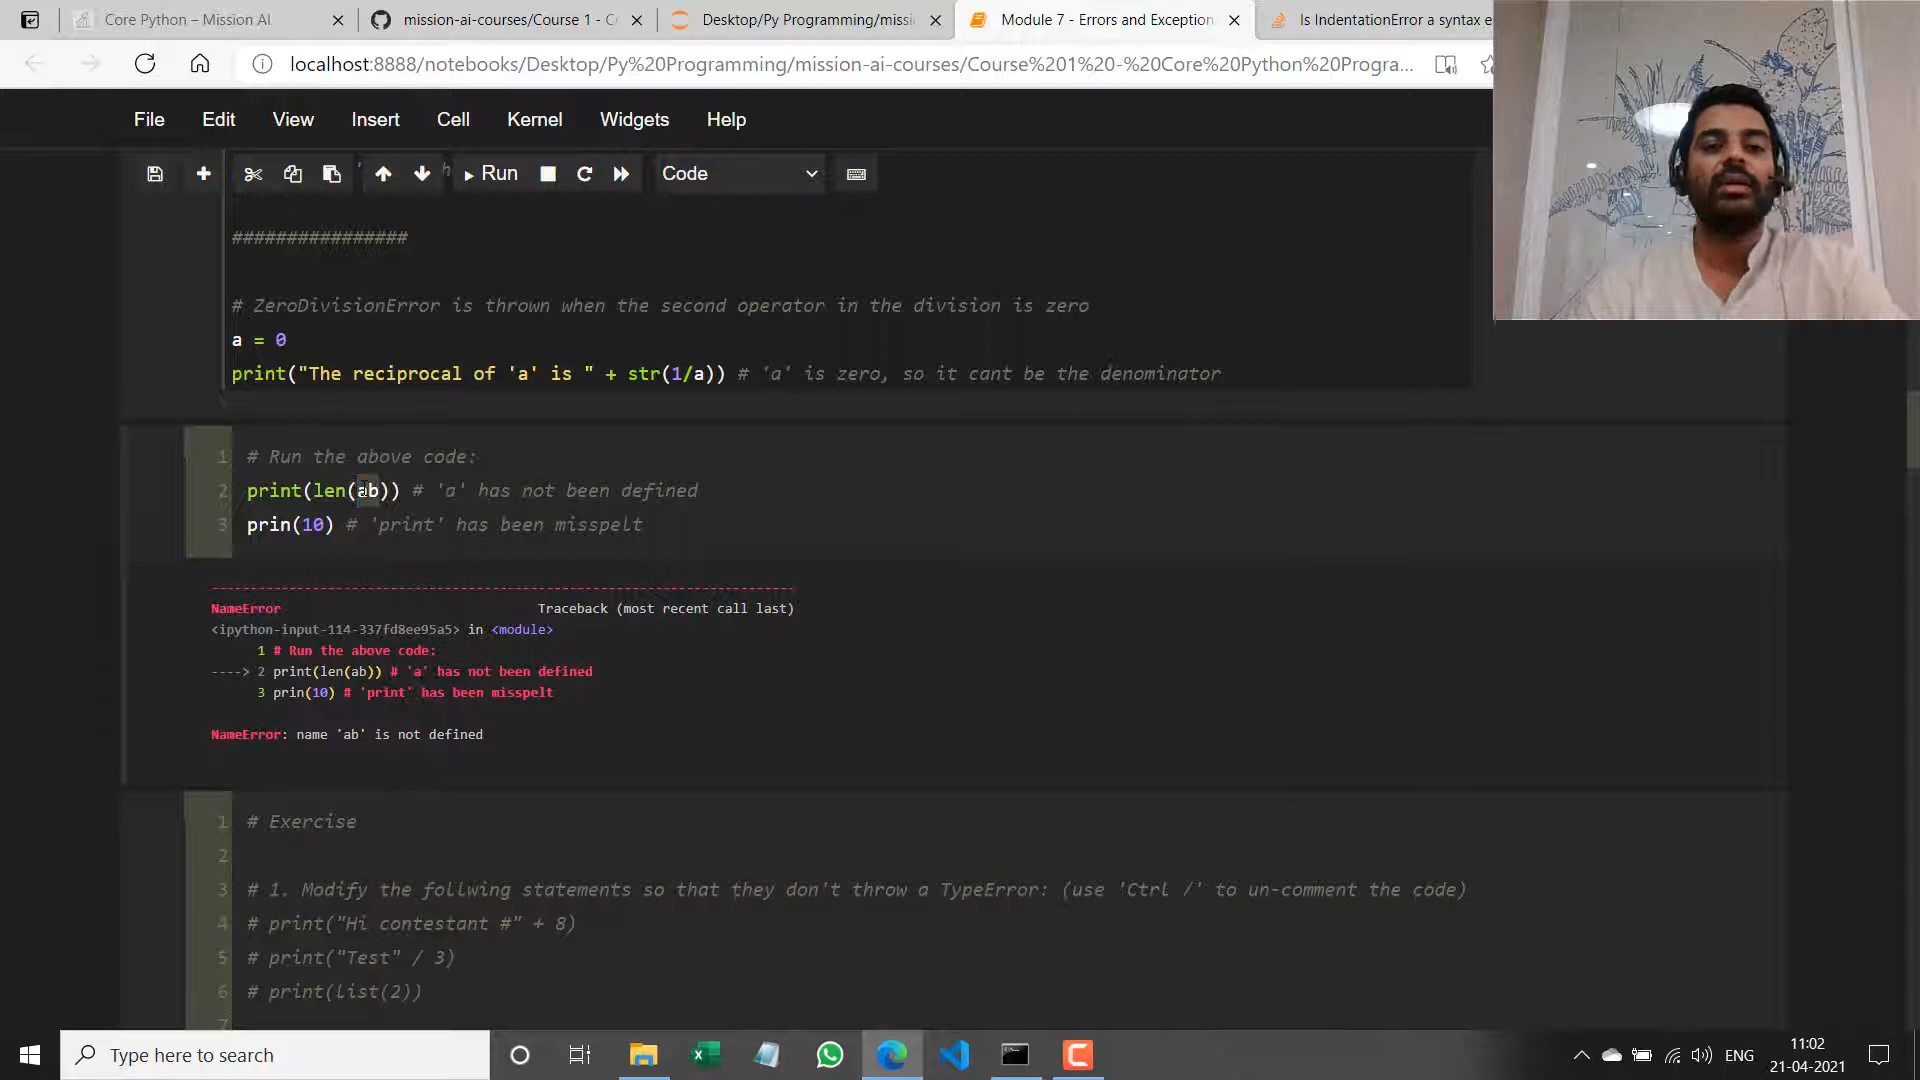 Core Python – Mission AI
mission-ai-courses/Course 1 - C
Desktop/Py Programming/missi
Module 7 - Errors and Exception
Is IndentationError a syntax e
localhost:8888/notebooks/Desktop/Py%20Programming/mission-ai-courses/Course%201%20-%20Core%20Python%20Progra...
File Edit View Insert Cell Kernel Widgets Help
Run
Code
################
# ZeroDivisionError is thrown when the second operator in the division is zero
a = 0
print("The reciprocal of 'a' is " + str(1/a)) # 'a' is zero, so it cant be the denominator
1 # Run the above code:
2 print(len(ab)) # 'a' has not been defined
3 prin(10) # 'print' has been misspelt
NameError Traceback (most recent call last)
<ipython-input-114-337fd8ee95a5> in <module>
1 # Run the above code:
----> 2 print(len(ab)) # 'a' has not been defined
3 prin(10) # 'print' has been misspelt
NameError: name 'ab' is not defined
1 # Exercise
2
3 # 1. Modify the follwing statements so that they don't throw a TypeError: (use 'Ctrl /' to un-comment the code)
4 # print("Hi contestant #" + 8)
5 # print("Test" / 3)
6 # print(list(2))
7
Type here to search
ENG
11:02
21-04-2021